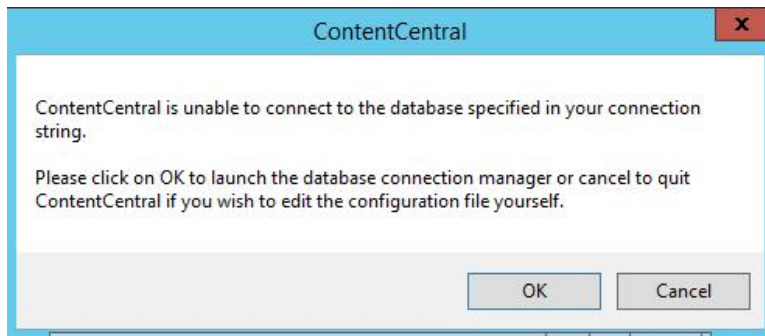 ContentCentral
x
ContentCentral is unable to connect to the database specified in your connection
string.
Please click on OK to launch the database connection manager or cancel to quit
ContentCentral if you wish to edit the configuration file yourself.
OK
Cancel